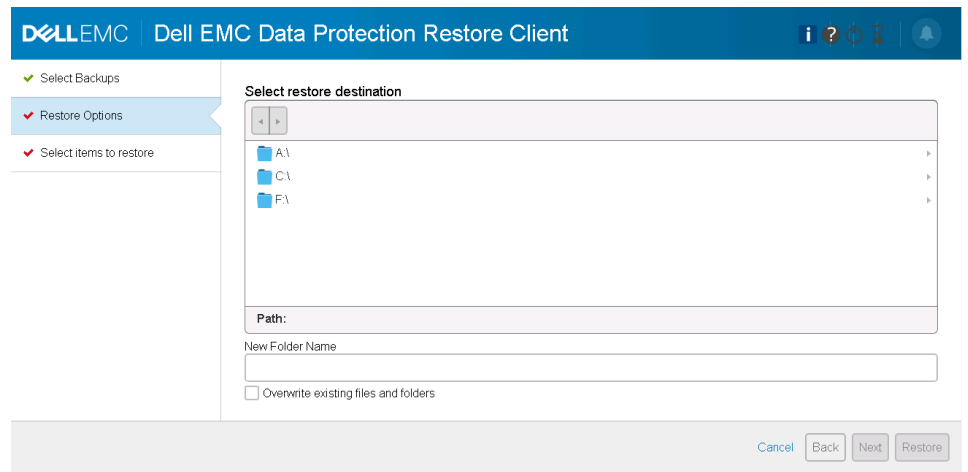 DELLEMC Dell EMC Data Protection Restore Client
Select Backups
Restore Options
Select items to restore
Select restore destination
A:\
C:\
F:\
Path:
New Folder Name
Overwrite existing files and folders
Cancel Back Next Restore